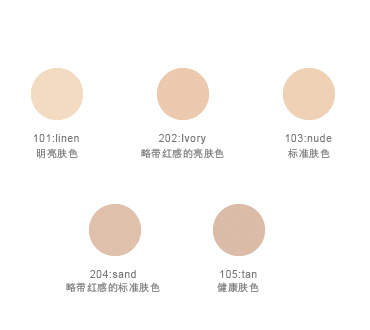 101:linen
明亮肤色
202:Ivory
略带红感的亮肤色
103:nude
标准肤色
204:sand
略带红感的标准肤色
105:tan
健康肤色